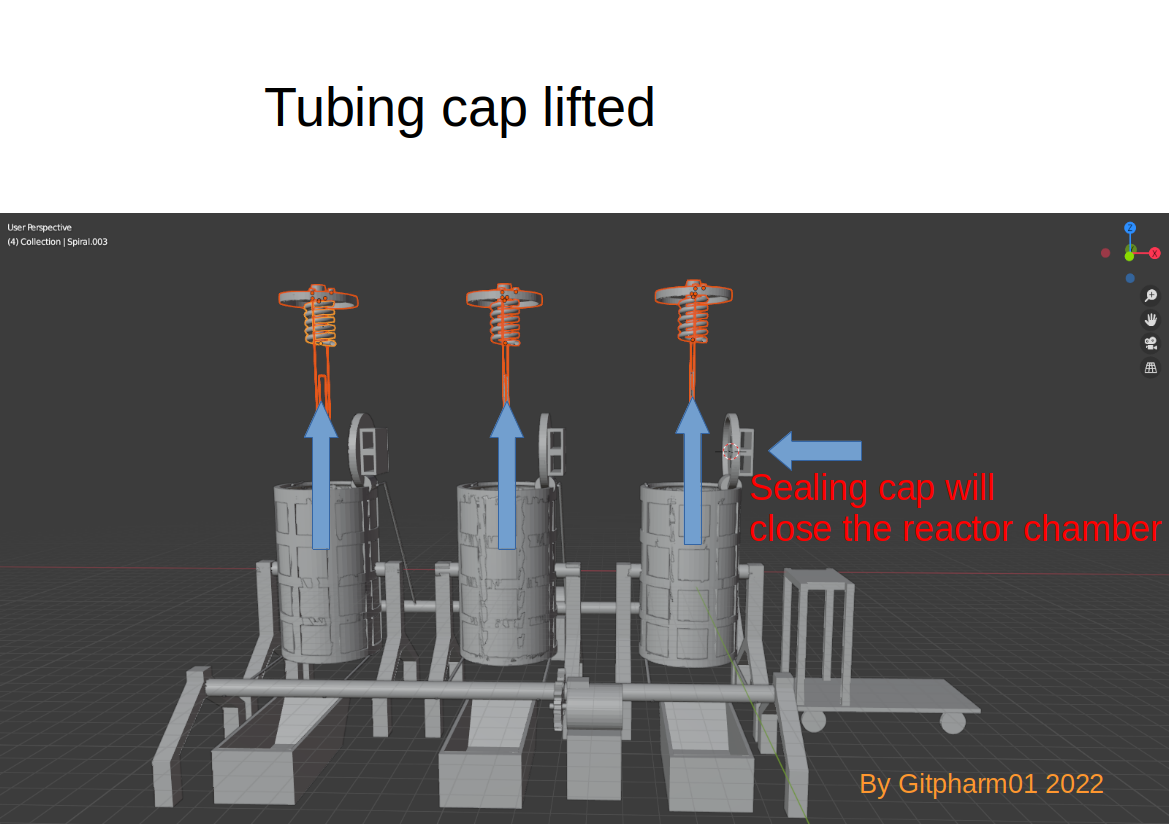 Tubing cap lifted
User Perspective
(4) Collection | Spiral.003
Z
X
Sealing cap will
close the reactor chamber
By Gitpharm01 2022